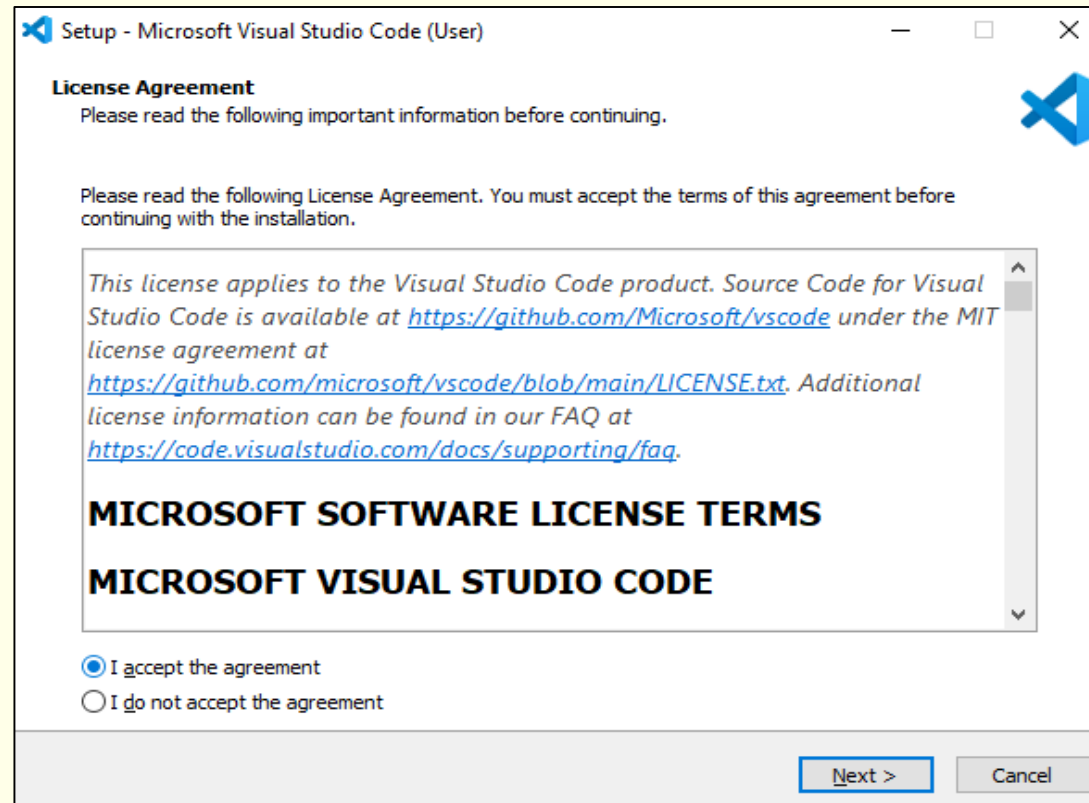 Setup - Microsoft Visual Studio Code (User)
License Agreement
Please read the following important information before continuing.
Please read the following License Agreement. You must accept the terms of this agreement before
continuing with the installation.
This license applies to the Visual Studio Code product. Source Code for Visual
Studio Code is available at https://github.com/Microsoft/vscode under the MIT
license agreement at
https://github.com/microsoft/vscode/blob/main/LICENSE.txt. Additional
license information can be found in our FAQ at
https://code.visualstudio.com/docs/supporting/faq.
MICROSOFT SOFTWARE LICENSE TERMS
MICROSOFT VISUAL STUDIO CODE
I accept the agreement
I do not accept the agreement
Next >
Cancel